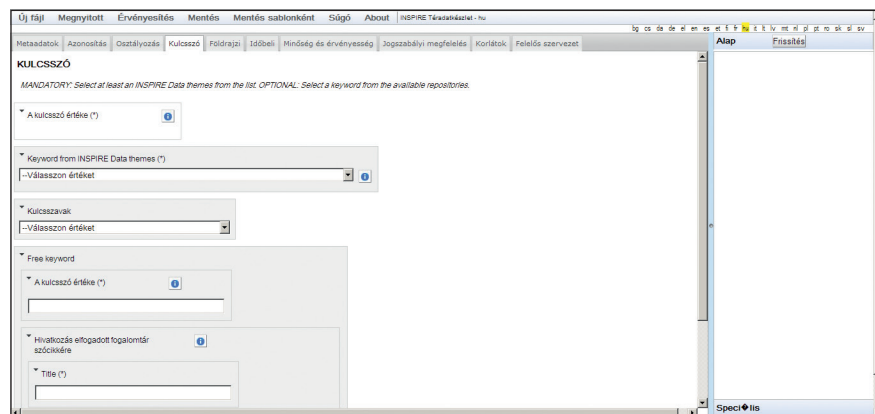 Új fájl Megnyitott Érvényesítés Mentés Mentés sablonként Súgó About INSPIRE Téradatkészlet - hu
bg cs da de el en es et fi fr hu it lt lv mt nl pl pt ro sk sl sv
Metaadatok Azonosítás Osztályozás Kulcsszó Földrajzi Időbeli Minőség és érvényesség Jogszabályi megfelelés Korlátok Felelős szervezet
Alap Frissítés
KULCSSZÓ
MANDATORY: Select at least an INSPIRE Data themes from the list. OPTIONAL: Select a keyword from the available repositories.
A kulcsszó értéke (*)
Keyword from INSPIRE Data themes (*)
--Válasszon értéket
Kulcsszavak
--Válasszon értéket
Free keyword
A kulcsszó értéke (*)
Hivatkozás elfogadott fogalomtár
szócikkére
Title (*)
Speci�lis